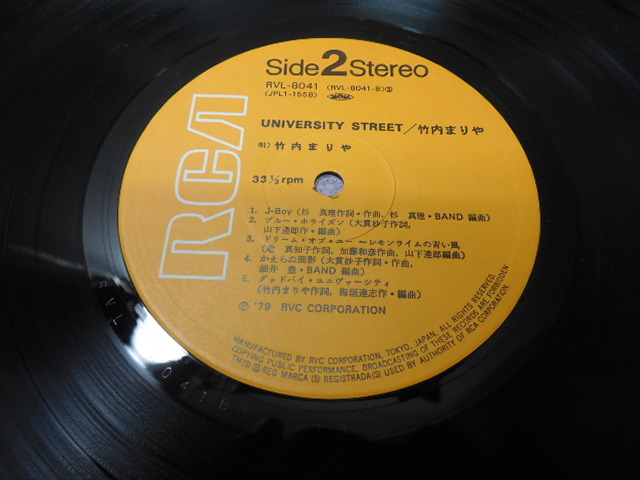 Side 2 Stereo
RVL-8041 (RVL-8041-B)Ⓢ
(JPL1-1558)
UNIVERSITY STREET/竹内まりや
(唄) 竹内まりや
33⅓rpm
1. J-Boy (杉 真理作詞・作曲, 杉 真理・BAND 編曲)
2. ブルー・ホライズン (大貫妙子作詞,
山下達郎作・編曲)
3. ドリーム・オブ・ユー ～レモンライムの青い風
真知子作詞, 加藤和彦作曲, 山下達郎編曲)
4. かえらぬ面影 (大貫妙子作詞・作曲,
細井 豊・BAND 編曲)
5. グッドバイ・ユニヴァーシティ
(竹内まりや作詞, 梅垣達志作・編曲)
Ⓟ '79 RVC CORPORATION
MANUFACTURED BY RVC CORPORATION, TOKYO, JAPAN. ALL RIGHTS RESERVED.
COPYING PUBLIC PERFORMANCE, BROADCASTING OF THESE RECORDS ARE FORBIDDEN
TM(S) ® REG MARCA (S) REGISTRADA(S) USED BY AUTHORITY OF RCA CORPORATION
RCA
RVL